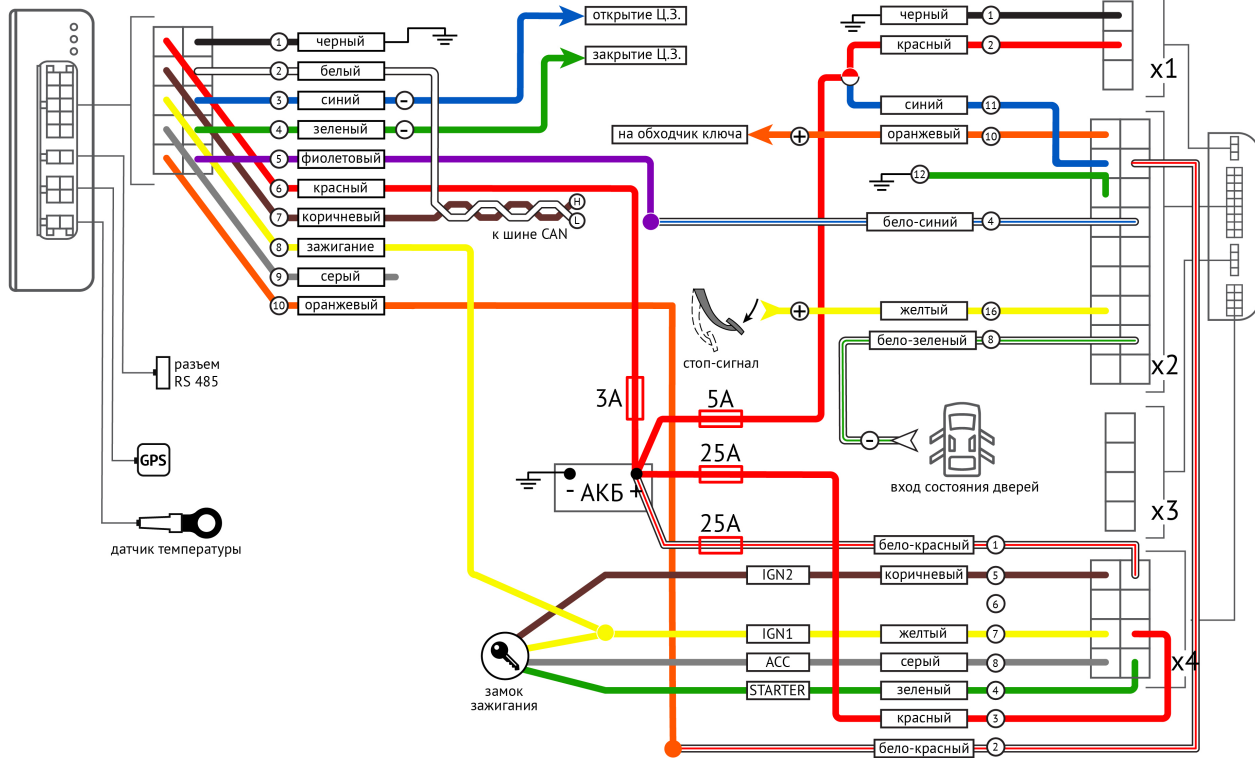 открытие Ц.З.
закрытие Ц.З.
1 черный
2 белый
3 синий -
4 зеленый -
5 фиолетовый
6 красный
7 коричневый
8 зажигание
9 серый
10 оранжевый
H
L
к шине CAN
разъем
RS 485
GPS
датчик температуры
черный 1
красный 2
x1
синий 11
на обходчик ключа + оранжевый 10
12
бело-синий 4
+ желтый 16
стоп-сигнал
бело-зеленый 8
x2
-
вход состояния дверей
x3
3А
5А
25А
- АКБ +
25А
бело-красный 1
IGN2 коричневый 5
6
IGN1 желтый 7
ACC серый 8
x4
STARTER зеленый 4
красный 3
бело-красный 2
замок
зажигания